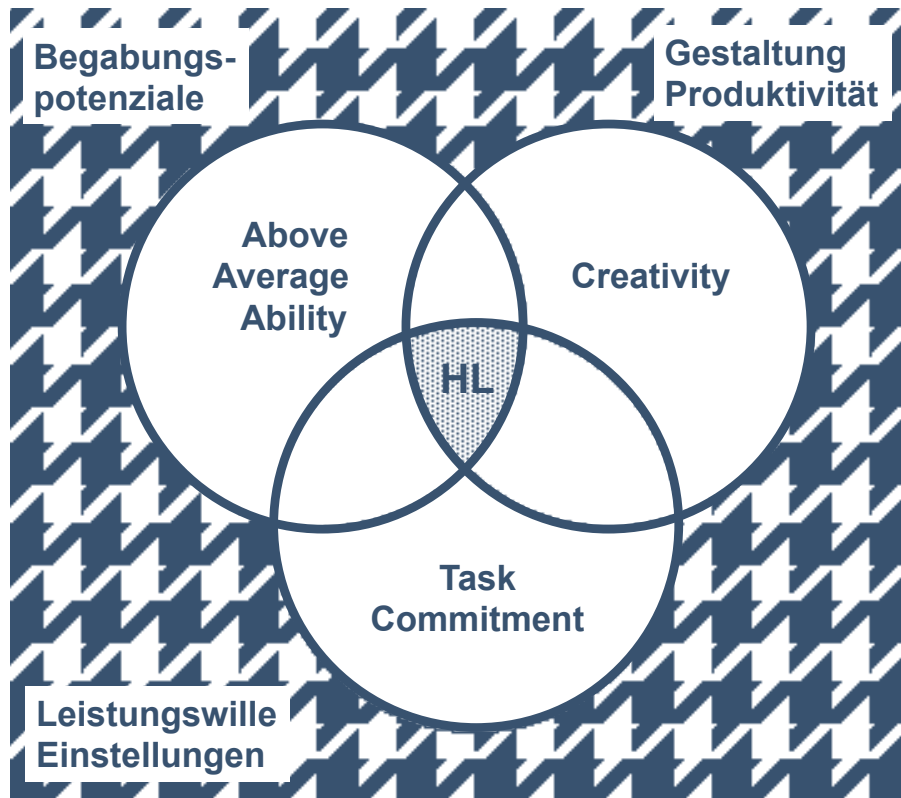 Begabungs-
potenziale
Gestaltung
Produktivität
Above
Average
Ability
Creativity
HL
Task
Commitment
Leistungswille
Einstellungen